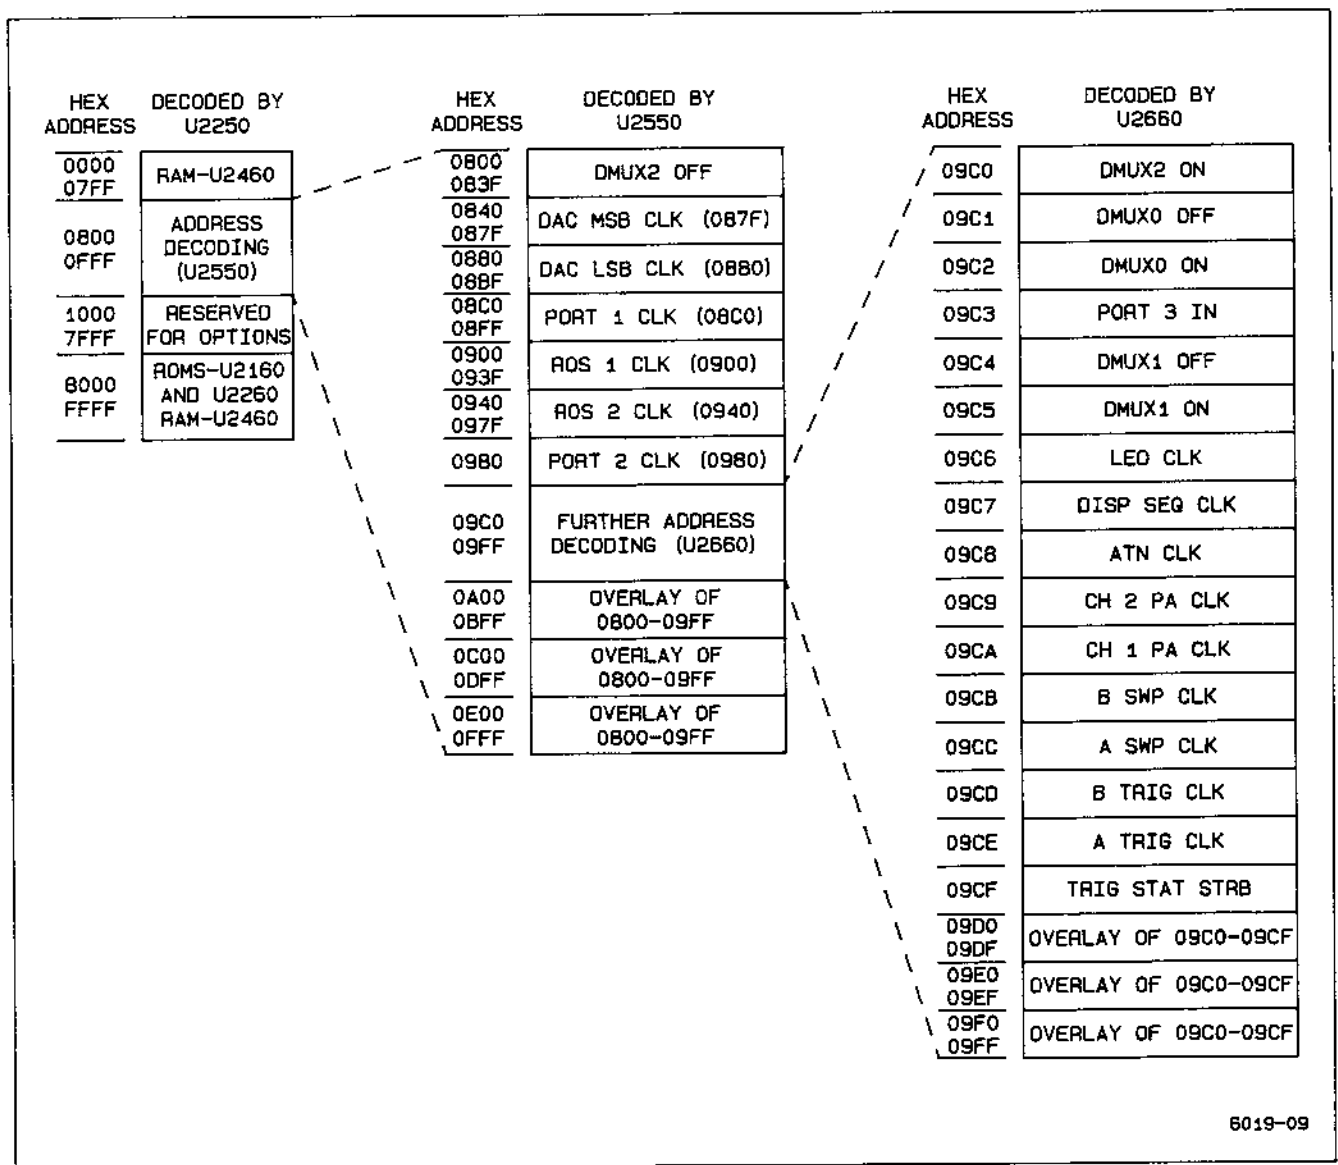 HEX ADDRESS DECODED BY U2250
0000 07FF RAM-U2460
0800 0FFF ADDRESS DECODING (U2550)
1000 7FFF RESERVED FOR OPTIONS
8000 FFFF ROMS-U2160 AND U2260 RAM-U2460
HEX ADDRESS DECODED BY U2550
0800 083F DMUX2 OFF
0840 087F DAC MSB CLK (087F)
0880 08BF DAC LSB CLK (0880)
08C0 08FF PORT 1 CLK (08C0)
0900 093F ROS 1 CLK (0900)
0940 097F ROS 2 CLK (0940)
0980 PORT 2 CLK (0980)
09C0 09FF FURTHER ADDRESS DECODING (U2660)
0A00 0BFF OVERLAY OF 0800-09FF
0C00 0DFF OVERLAY OF 0800-09FF
0E00 0FFF OVERLAY OF 0800-09FF
HEX ADDRESS DECODED BY U2660
09C0 DMUX2 ON
09C1 DMUX0 OFF
09C2 DMUX0 ON
09C3 PORT 3 IN
09C4 DMUX1 OFF
09C5 DMUX1 ON
09C6 LED CLK
09C7 DISP SEQ CLK
09C8 ATN CLK
09C9 CH 2 PA CLK
09CA CH 1 PA CLK
09CB B SWP CLK
09CC A SWP CLK
09CD B TRIG CLK
09CE A TRIG CLK
09CF TRIG STAT STRB
09D0 09DF OVERLAY OF 09C0-09CF
09E0 09EF OVERLAY OF 09C0-09CF
09F0 09FF OVERLAY OF 09C0-09CF
6019-09